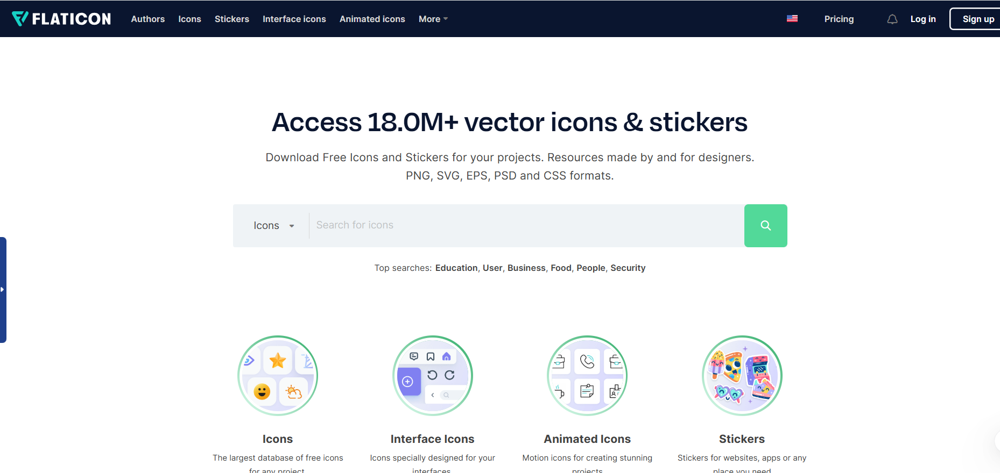 FLATICON Authors Icons Stickers Interface icons Animated icons More Pricing Log in Sign up
Access 18.0M+ vector icons & stickers
Download Free Icons and Stickers for your projects. Resources made by and for designers.
PNG, SVG, EPS, PSD and CSS formats.
Icons Search for icons
Top searches: Education, User, Business, Food, People, Security
Icons
The largest database of free icons
for any project
Interface Icons
Icons specially designed for your
interfaces
Animated Icons
Motion icons for creating stunning
projects
Stickers
Stickers for websites, apps or any
place you need